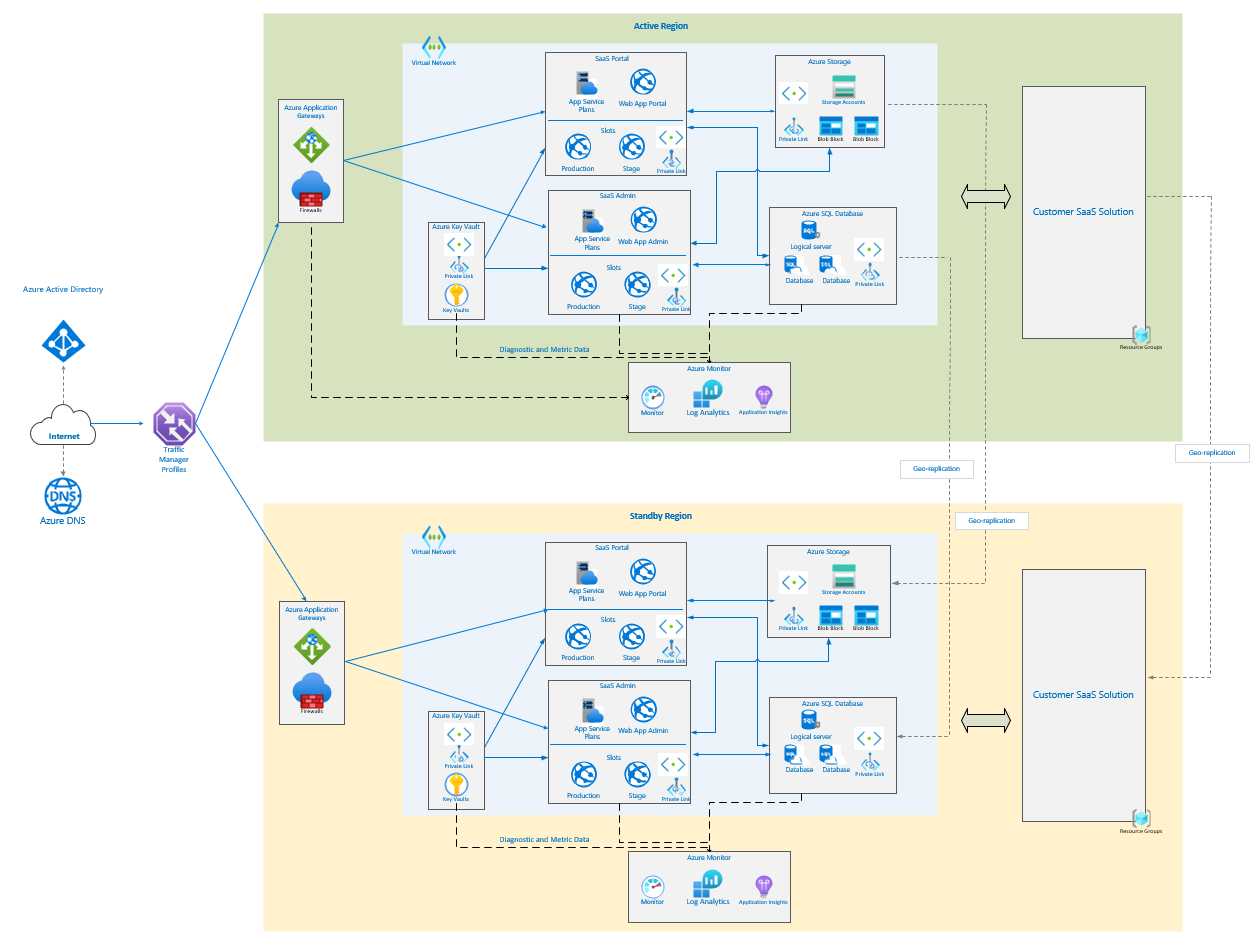 Active Region
Virtual Network
SaaS Portal
App Service
Plans
Web App Portal
Slots
Production
Stage
Private Link
Azure Storage
Storage Accounts
Private Link
Blob Block
Blob Block
Azure Application
Gateways
Firewalls
SaaS Admin
App Service
Plans
Web App Admin
Slots
Production
Stage
Private Link
Azure Key Vault
Private Link
Key Vaults
Azure SQL Database
Logical server
Database
Database
Private Link
Customer SaaS Solution
Resource Groups
Diagnostic and Metric Data
Azure Monitor
Monitor
Log Analytics
Application Insights
Azure Active Directory
Internet
Azure DNS
Traffic
Manager
Profiles
Geo-replication
Geo-replication
Geo-replication
Standby Region
Virtual Network
SaaS Portal
App Service
Plans
Web App Portal
Slots
Production
Stage
Private Link
Azure Storage
Storage Accounts
Private Link
Blob Block
Blob Block
Azure Application
Gateways
Firewalls
SaaS Admin
App Service
Plans
Web App Admin
Slots
Production
Stage
Private Link
Azure Key Vault
Private Link
Key Vaults
Azure SQL Database
Logical server
Database
Database
Private Link
Customer SaaS Solution
Resource Groups
Diagnostic and Metric Data
Azure Monitor
Monitor
Log Analytics
Application Insights